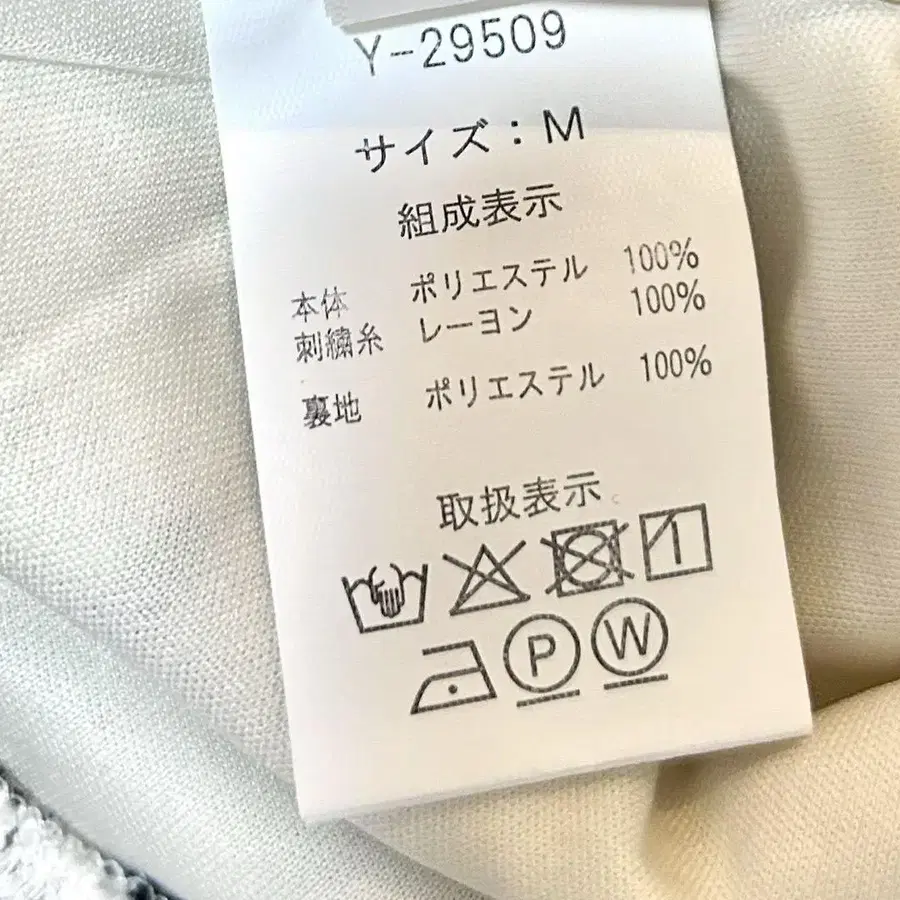 Y-29509
サイズ：M
組成表示
本体 ポリエステル 100%
刺繍糸 レーヨン 100%
裏地 ポリエステル 100%
取扱表示
P W